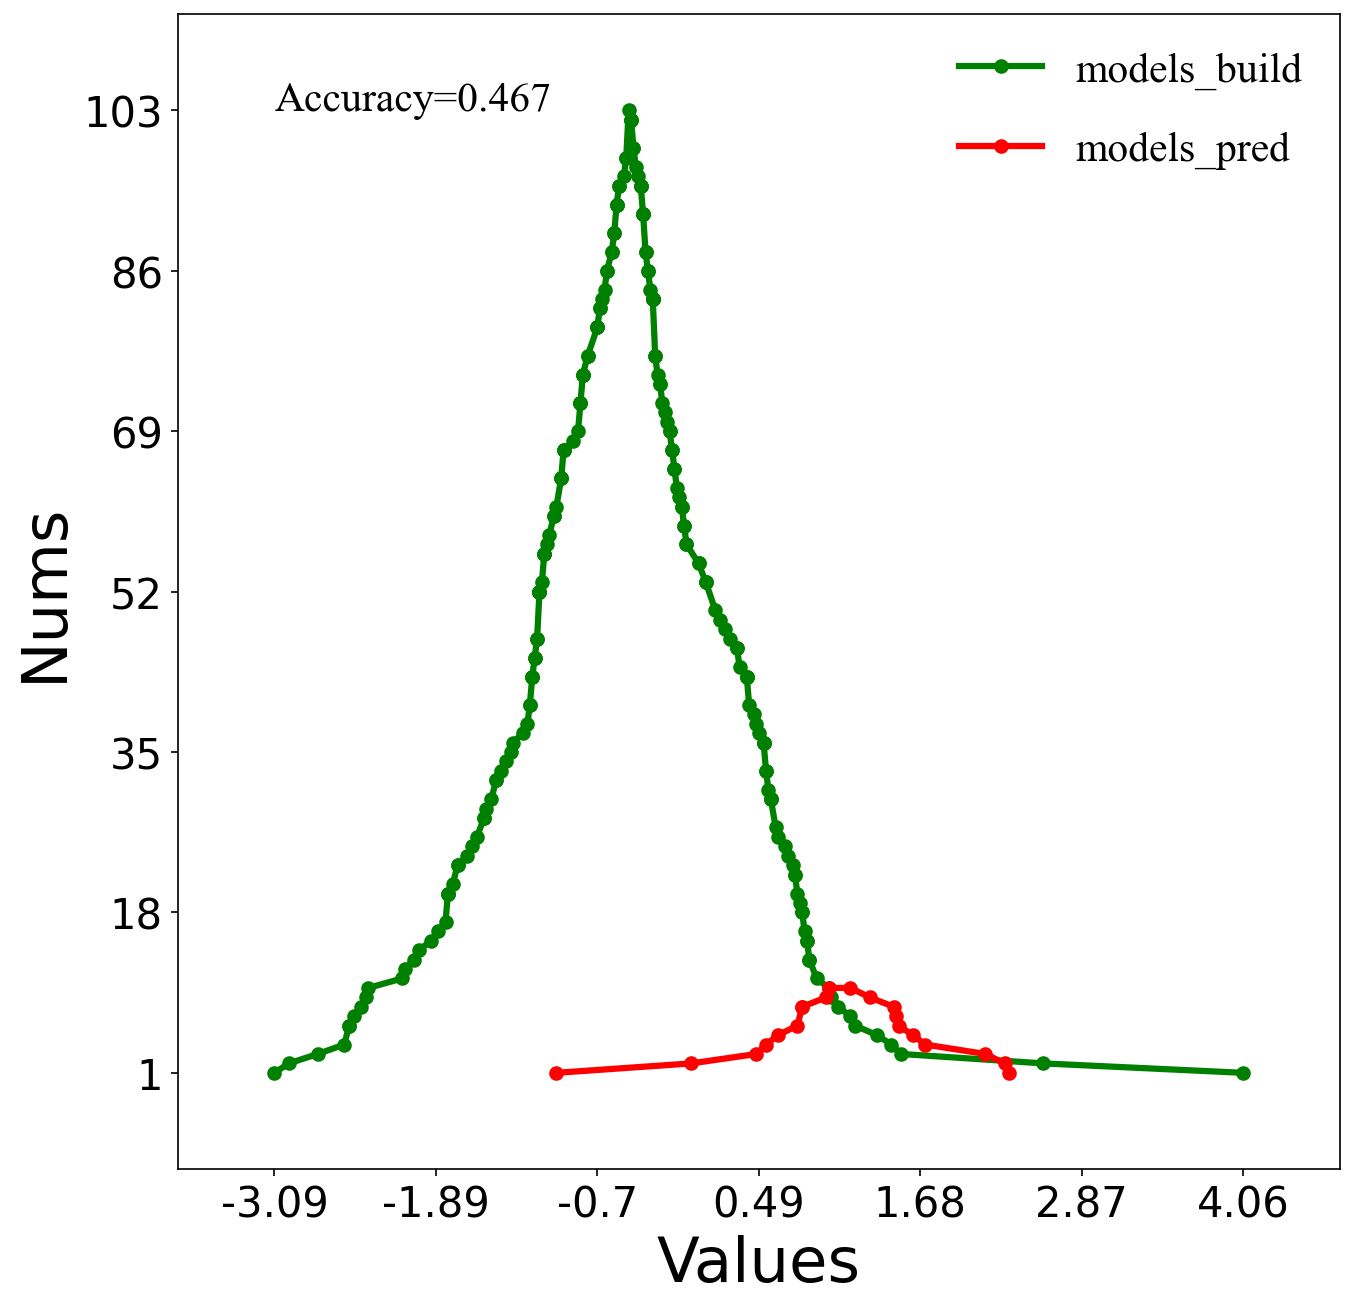 Accuracy=0.467
models_build
models_pred
Nums
103
86
69
52
35
18
1
-3.09 -1.89 -0.7 0.49 1.68 2.87 4.06
Values